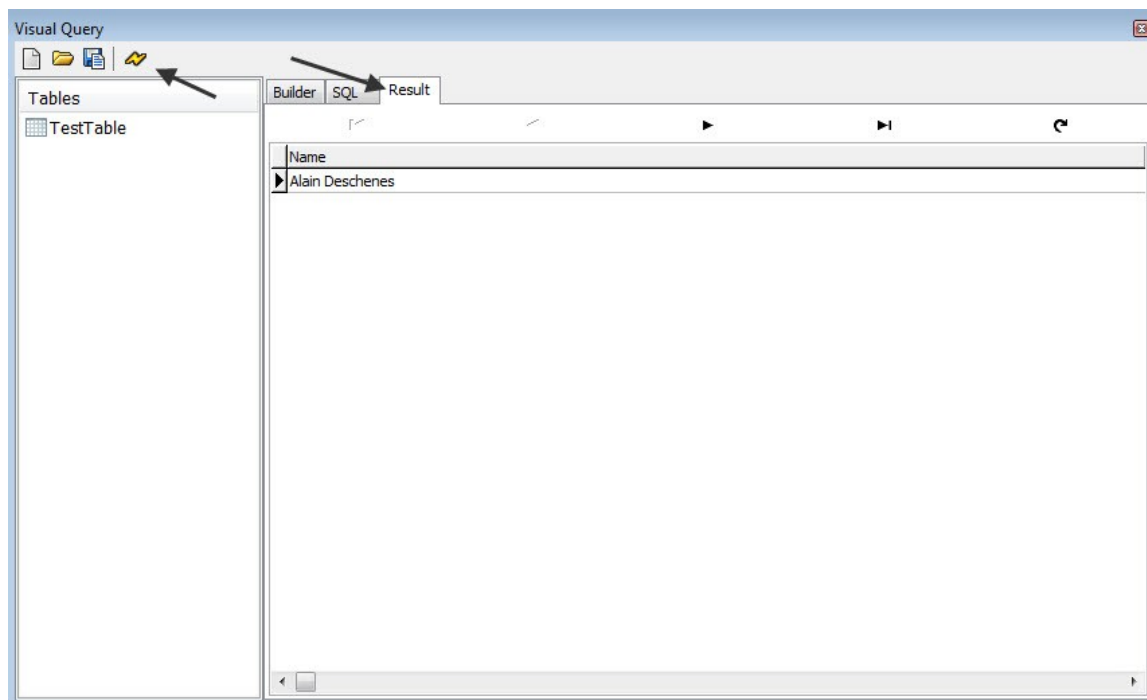 Visual Query
Tables
TestTable
Builder
SQL
Result
Name
Alain Deschenes